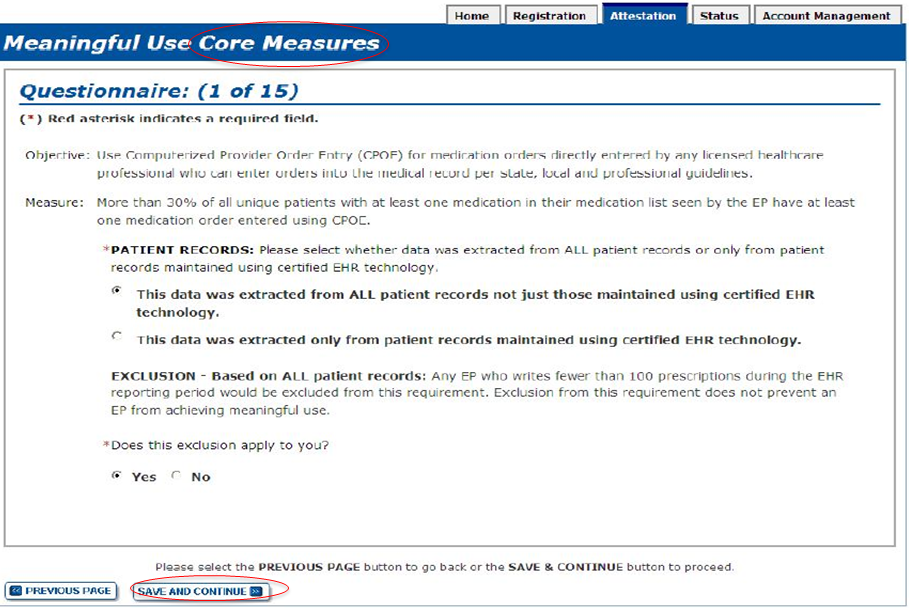 Home Registration Attestation Status Account Management
Meaningful Use Core Measures
Questionnaire: (1 of 15)
(*) Red asterisk indicates a required field.
Objective: Use Computerized Provider Order Entry (CPOE) for medication orders directly entered by any licensed healthcare
professional who can enter orders into the medical record per state, local and professional guidelines.
Measure: More than 30% of all unique patients with at least one medication in their medication list seen by the EP have at least
one medication order entered using CPOE.
*PATIENT RECORDS: Please select whether data was extracted from ALL patient records or only from patient
records maintained using certified EHR technology.
This data was extracted from ALL patient records not just those maintained using certified EHR
technology.
This data was extracted only from patient records maintained using certified EHR technology.
EXCLUSION - Based on ALL patient records: Any EP who writes fewer than 100 prescriptions during the EHR
reporting period would be excluded from this requirement. Exclusion from this requirement does not prevent an
EP from achieving meaningful use.
*Does this exclusion apply to you?
Yes No
Please select the PREVIOUS PAGE button to go back or the SAVE & CONTINUE button to proceed.
PREVIOUS PAGE SAVE AND CONTINUE